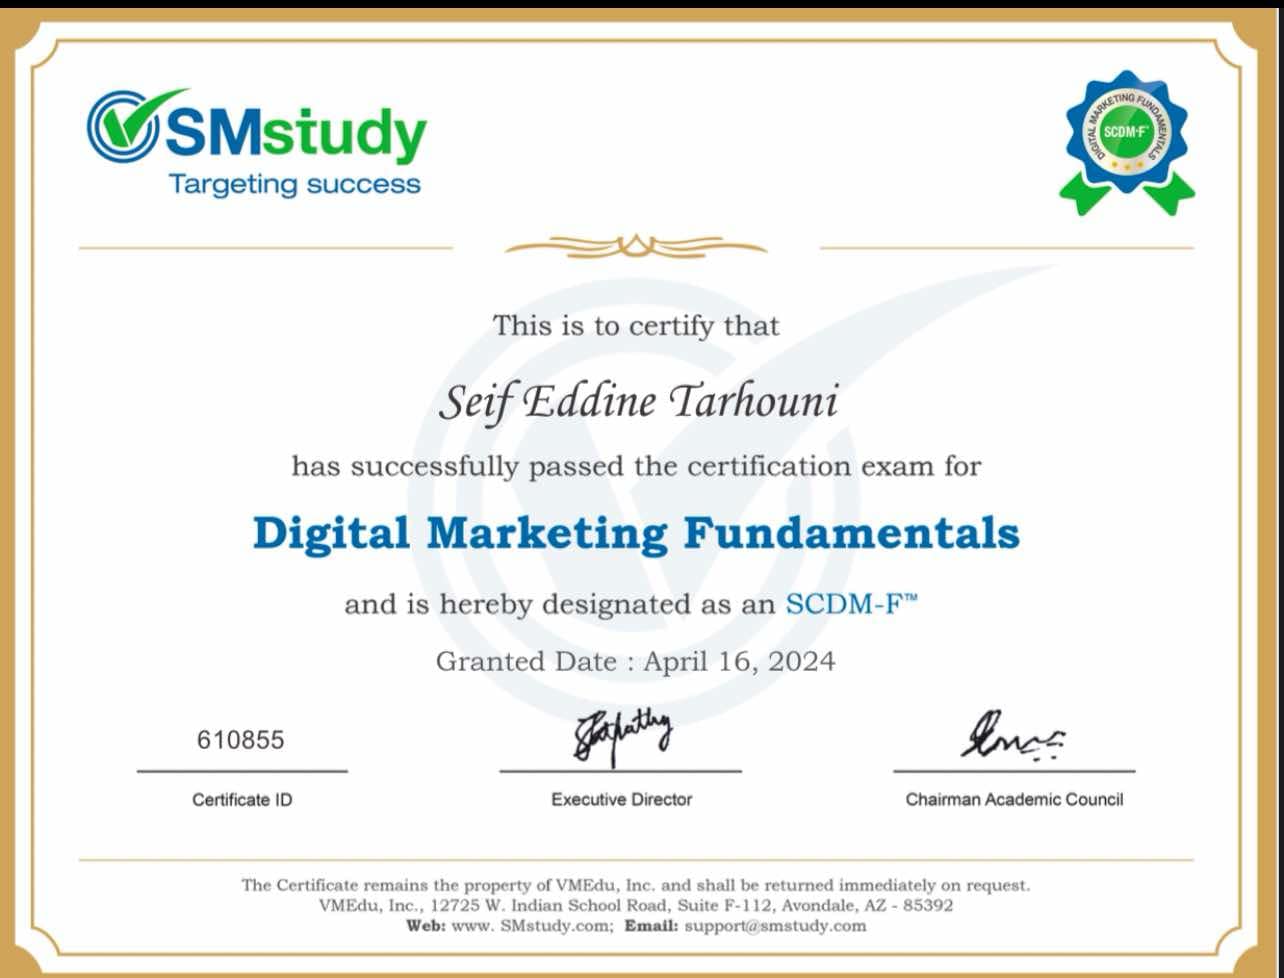 SMstudy
Targeting success
DIGITAL MARKETING FUNDAMENTALS
SCDM-F™
This is to certify that
Seif Eddine Tarhouni
has successfully passed the certification exam for
Digital Marketing Fundamentals
and is hereby designated as an SCDM-F™
Granted Date : April 16, 2024
610855
Certificate ID
Executive Director
Chairman Academic Council
The Certificate remains the property of VMEdu, Inc. and shall be returned immediately on request.
VMEdu, Inc., 12725 W. Indian School Road, Suite F-112, Avondale, AZ - 85392
Web: www. SMstudy.com; Email: support@smstudy.com